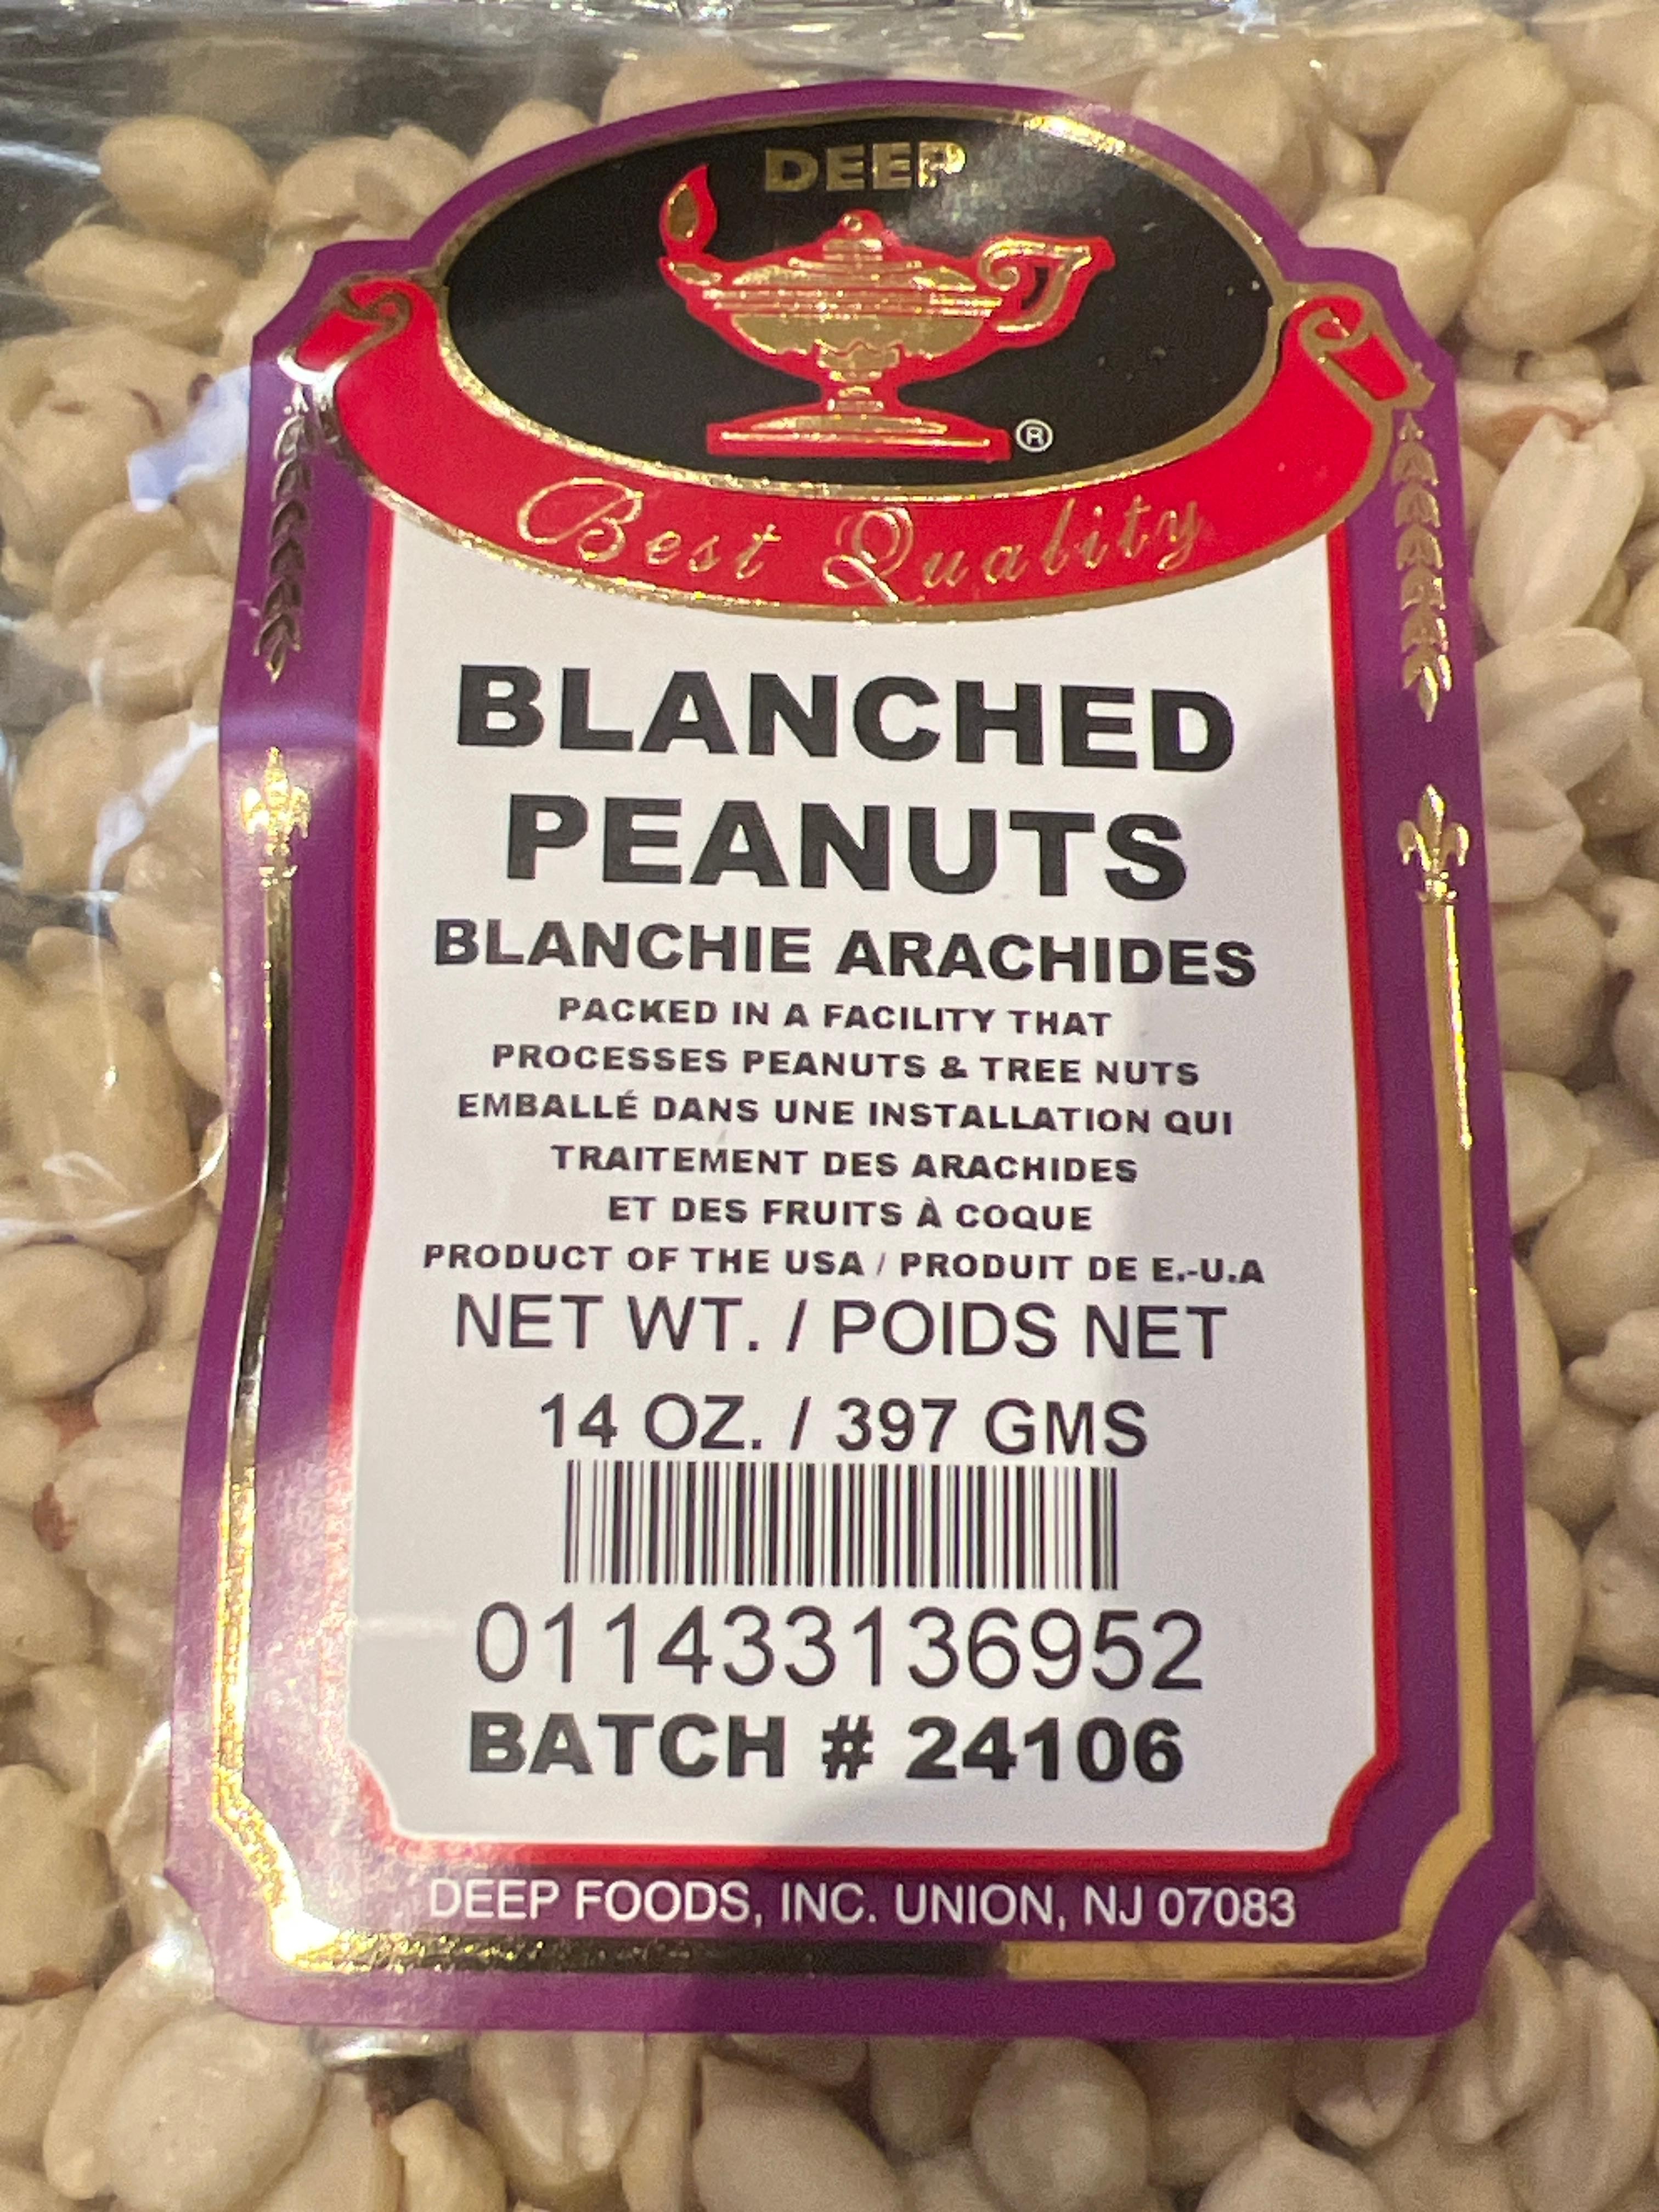 DEEP
®
Best Quality
BLANCHED
PEANUTS
BLANCHIE ARACHIDES
PACKED IN A FACILITY THAT
PROCESSES PEANUTS & TREE NUTS
EMBALLÉ DANS UNE INSTALLATION QUI
TRAITEMENT DES ARACHIDES
ET DES FRUITS À COQUE
PRODUCT OF THE USA / PRODUIT DE E.-U.A
NET WT. / POIDS NET
14 OZ. / 397 GMS
011433136952
BATCH # 24106
DEEP FOODS, INC. UNION, NJ 07083